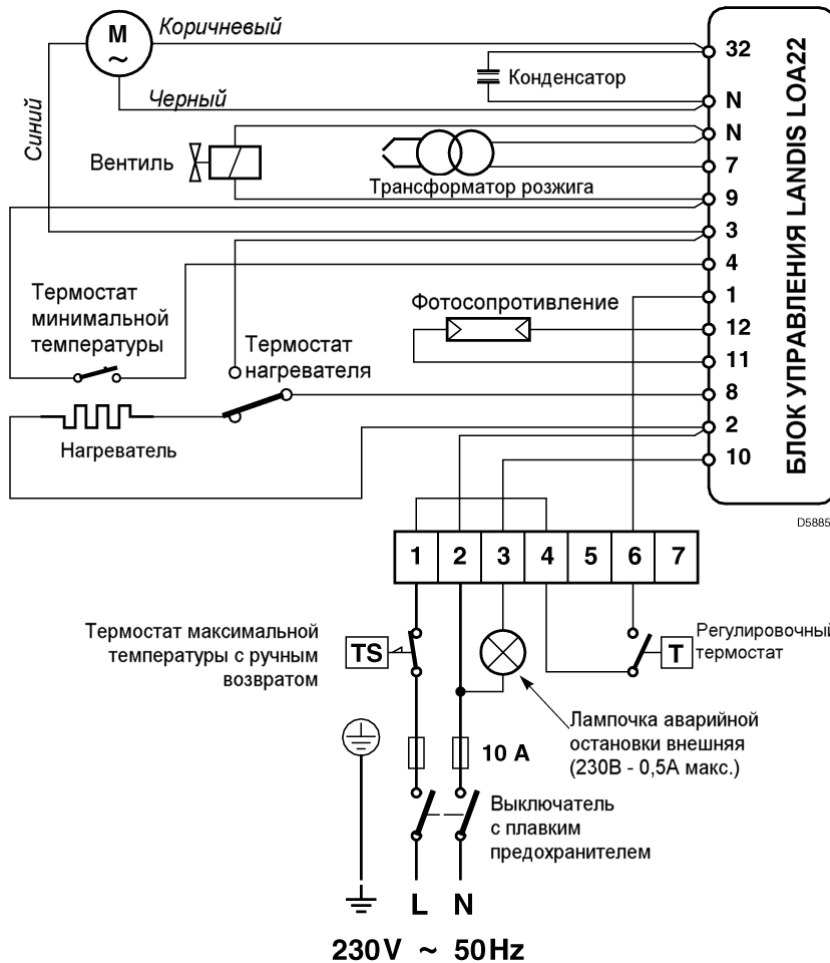 M
~
Коричневый
Черный
Синий
Конденсатор
Вентиль
Трансформатор розжига
32
N
N
7
9
3
4
1
12
11
8
2
10
БЛОК УПРАВЛЕНИЯ LANDIS LOA22
Термостат
минимальной
температуры
Термостат
нагревателя
Фотосопротивление
Нагреватель
D5885
1 2 3 4 5 6 7
Термостат максимальной
температуры с ручным
возвратом
TS
T
Регулировочный
термостат
Лампочка аварийной
остановки внешняя
(230В - 0,5А макс.)
10 A
Выключатель
с плавким
предохранителем
L N
230V ~ 50Hz